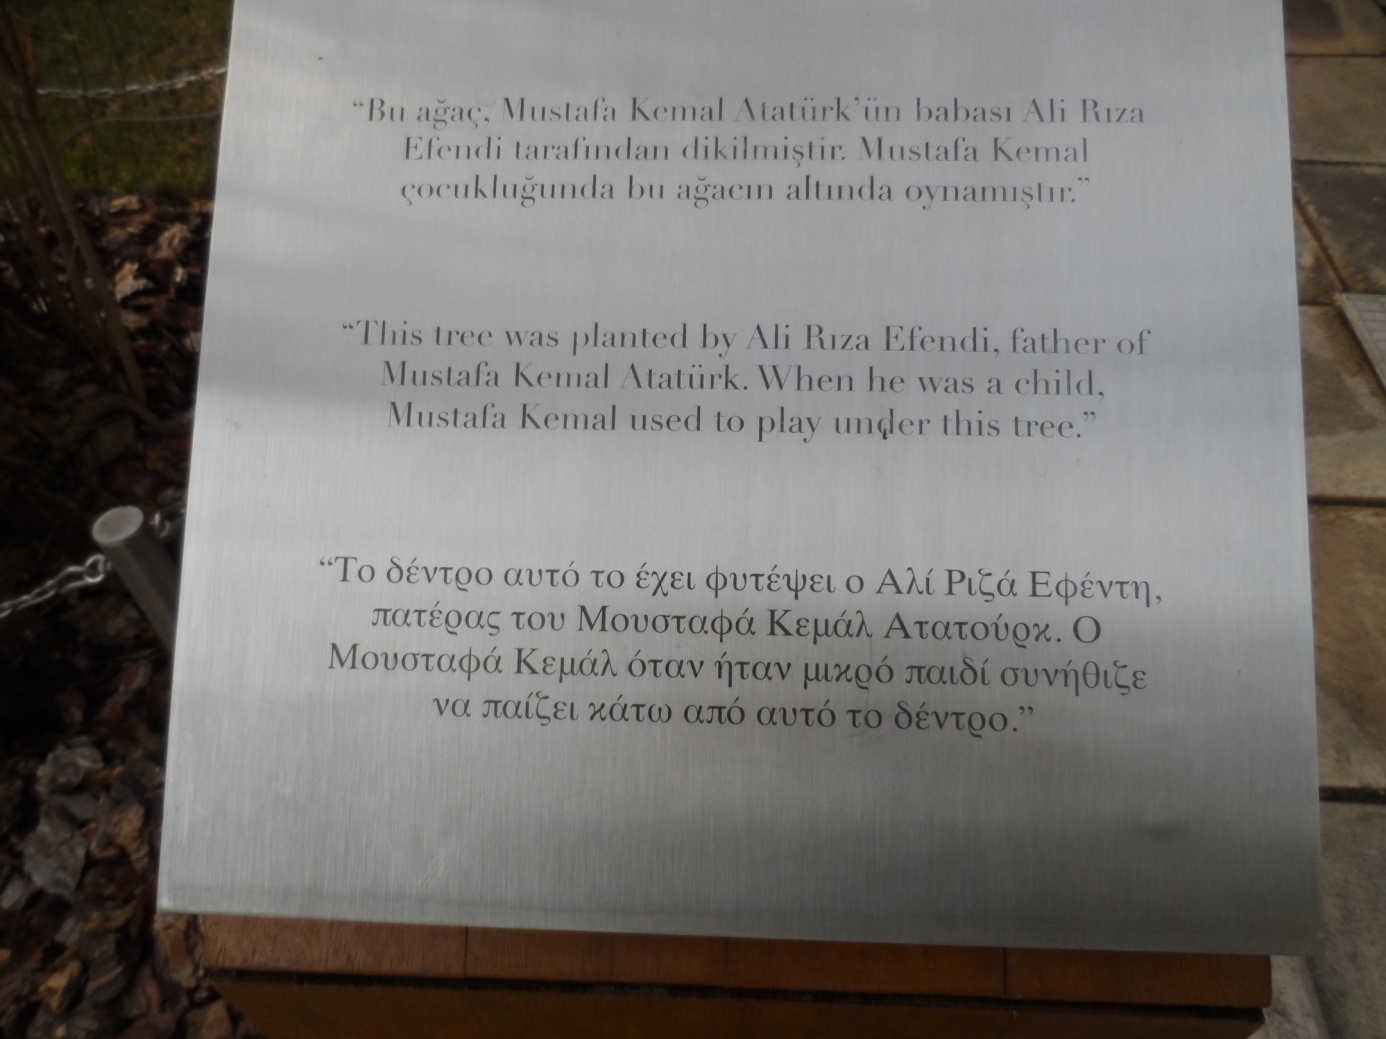 “Bu ağaç, Mustafa Kemal Atatürk’ün babası Ali Rıza
Efendi tarafından dikilmiştir. Mustafa Kemal
çocukluğunda bu ağacın altında oynamıştır.”
“This tree was planted by Ali Rıza Efendi, father of
Mustafa Kemal Atatürk. When he was a child,
Mustafa Kemal used to play under this tree.”
“Το δέντρο αυτό το έχει φυτέψει ο Αλί Ριζά Εφέντη,
πατέρας του Μουσταφά Κεμάλ Ατατούρκ. Ο
Μουσταφά Κεμάλ όταν ήταν μικρό παιδί συνήθιζε
να παίζει κάτω από αυτό το δέντρο.”